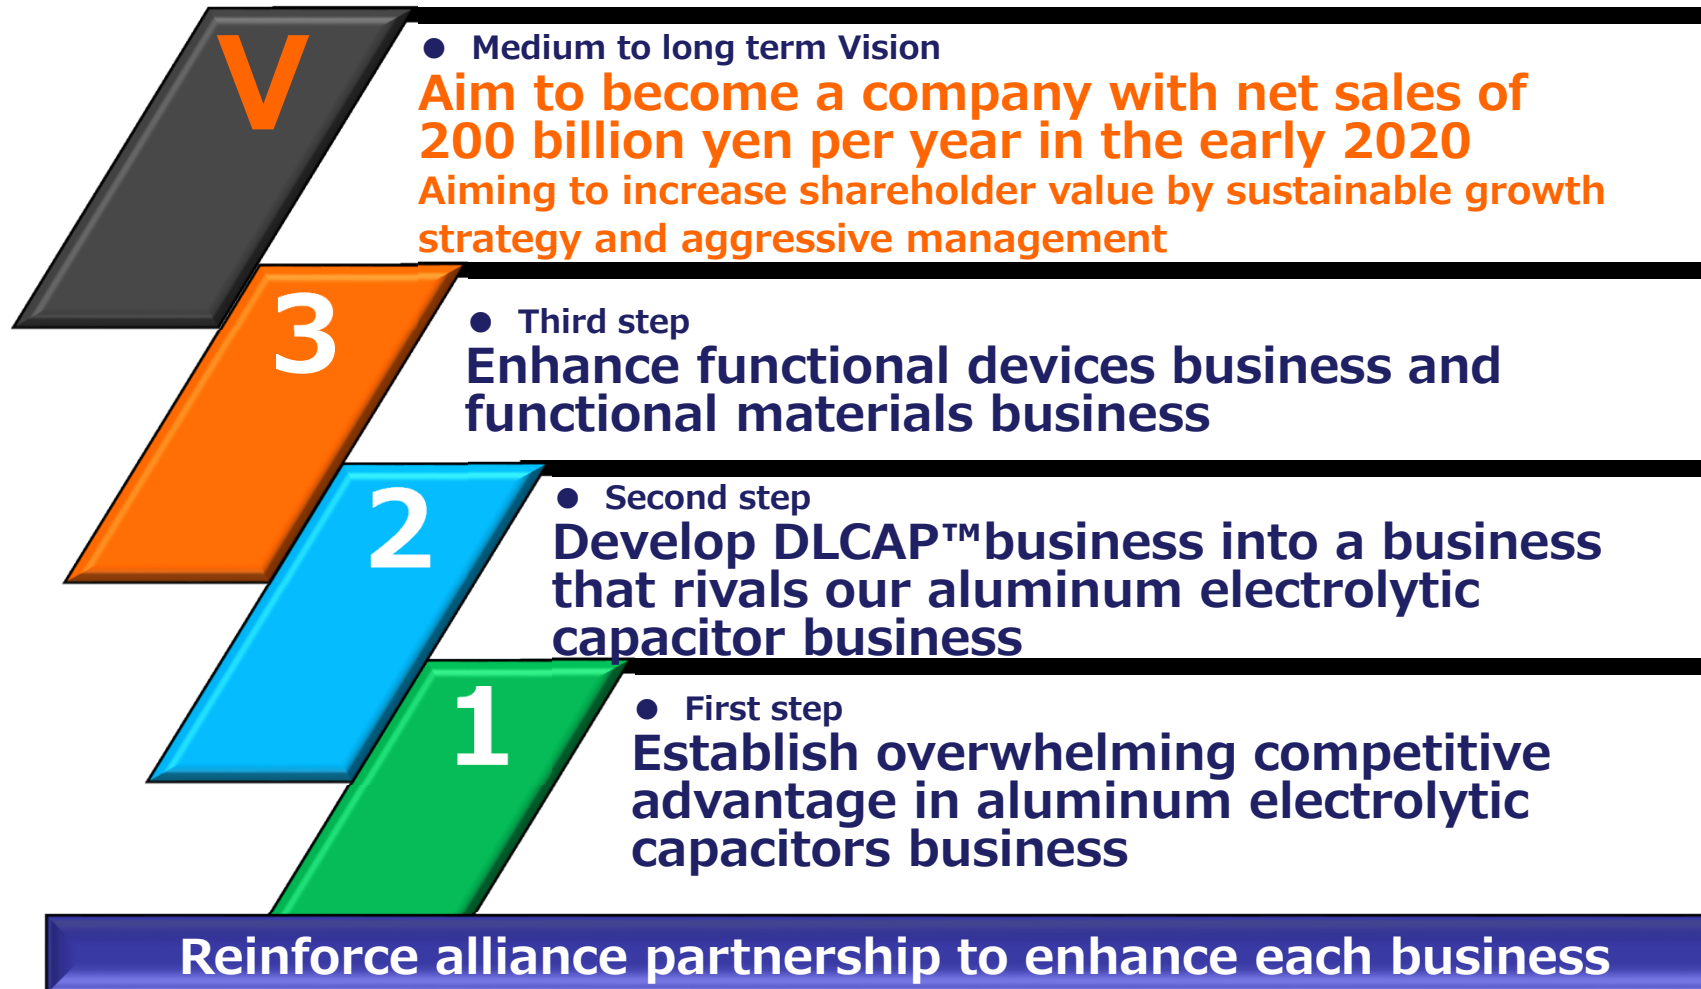 V
● Medium to long term Vision
Aim to become a company with net sales of
200 billion yen per year in the early 2020
Aiming to increase shareholder value by sustainable growth
strategy and aggressive management
3
● Third step
Enhance functional devices business and
functional materials business
2
● Second step
Develop DLCAP™business into a business
that rivals our aluminum electrolytic
capacitor business
1
● First step
Establish overwhelming competitive
advantage in aluminum electrolytic
capacitors business
Reinforce alliance partnership to enhance each business